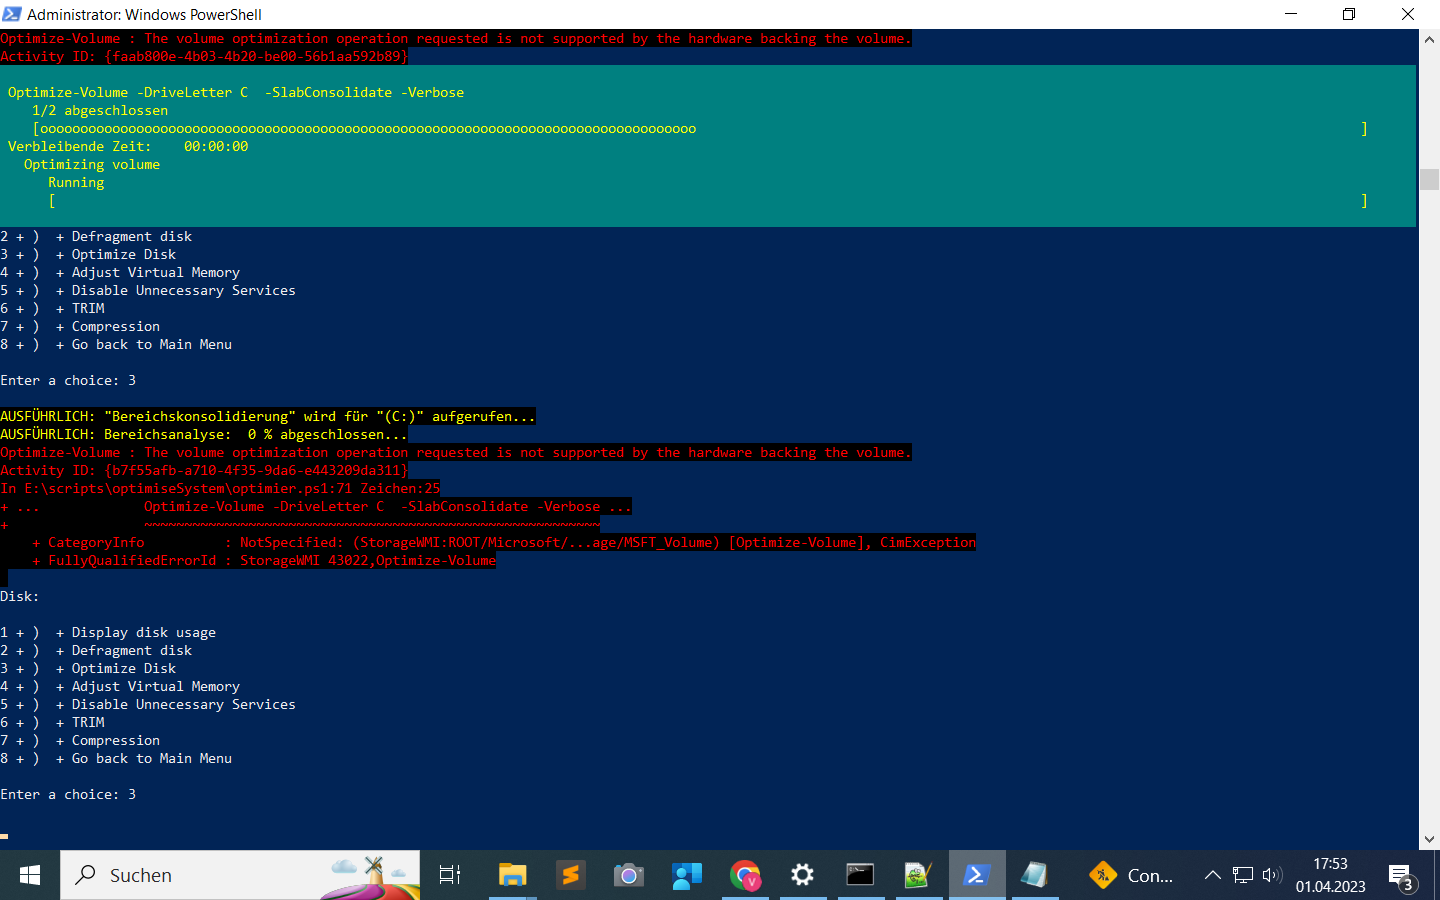 Administrator: Windows PowerShell
Optimize-Volume : The volume optimization operation requested is not supported by the hardware backing the volume.
Activity ID: {faab800e-4b03-4b20-be00-56b1aa592b89}
Optimize-Volume -DriveLetter C  -SlabConsolidate -Verbose
1/2 abgeschlossen
[oooooooooooooooooooooooooooooooooooooooooooooooooooooooooooooooooooooooooooooooooo ]
Verbleibende Zeit:    00:00:00
Optimizing volume
Running
[ ]
2 + )  + Defragment disk
3 + )  + Optimize Disk
4 + )  + Adjust Virtual Memory
5 + )  + Disable Unnecessary Services
6 + )  + TRIM
7 + )  + Compression
8 + )  + Go back to Main Menu
Enter a choice: 3
AUSFÜHRLICH: "Bereichskonsolidierung" wird für "(C:)" aufgerufen...
AUSFÜHRLICH: Bereichsanalyse:  0 % abgeschlossen...
Optimize-Volume : The volume optimization operation requested is not supported by the hardware backing the volume.
Activity ID: {b7f55afb-a710-4f35-9da6-e443209da311}
In E:\scripts\optimiseSystem\optimier.ps1:71 Zeichen:25
+ ...             Optimize-Volume -DriveLetter C  -SlabConsolidate -Verbose ...
+                 ~~~~~~~~~~~~~~~~~~~~~~~~~~~~~~~~~~~~~~~~~~~~~~~~~~~~~~~~~
+ CategoryInfo          : NotSpecified: (StorageWMI:ROOT/Microsoft/...age/MSFT_Volume) [Optimize-Volume], CimException
+ FullyQualifiedErrorId : StorageWMI 43022,Optimize-Volume
Disk:
1 + )  + Display disk usage
2 + )  + Defragment disk
3 + )  + Optimize Disk
4 + )  + Adjust Virtual Memory
5 + )  + Disable Unnecessary Services
6 + )  + TRIM
7 + )  + Compression
8 + )  + Go back to Main Menu
Enter a choice: 3
Suchen
Con...
17:53
01.04.2023
3